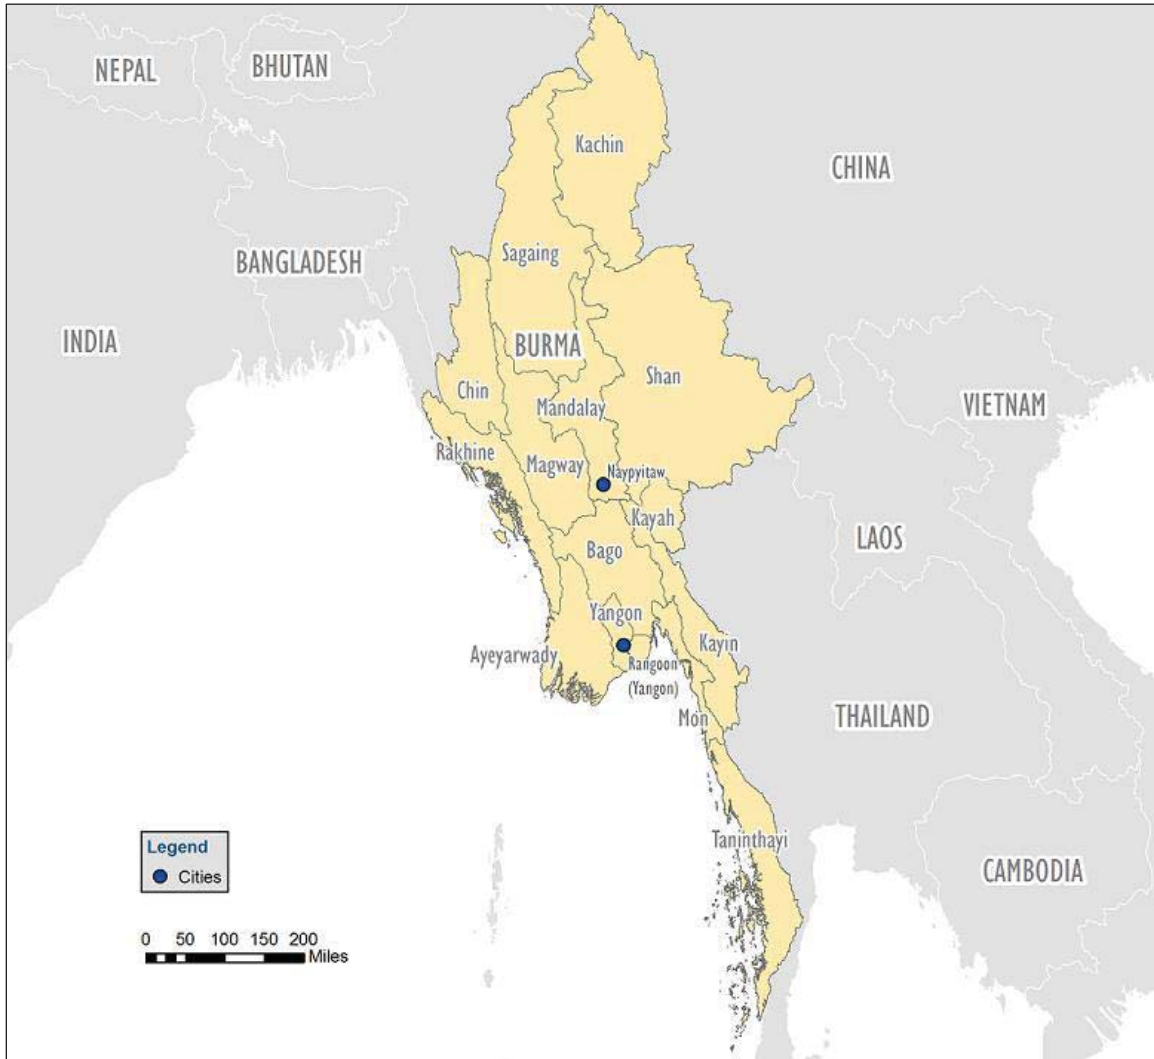 NEPAL
BHUTAN
Kachin
CHINA
Sagaing
BANGLADESH
INDIA
BURMA
Chin
Shan
Mandalay
VIETNAM
Rakhine
Magway
Naypyitaw
Kayah
LAOS
Bago
Yangon
Ayeyarwady
Kayin
Rangoon
(Yangon)
Mon
THAILAND
Taninthayi
Legend
Cities
CAMBODIA
0 50 100 150 200
Miles